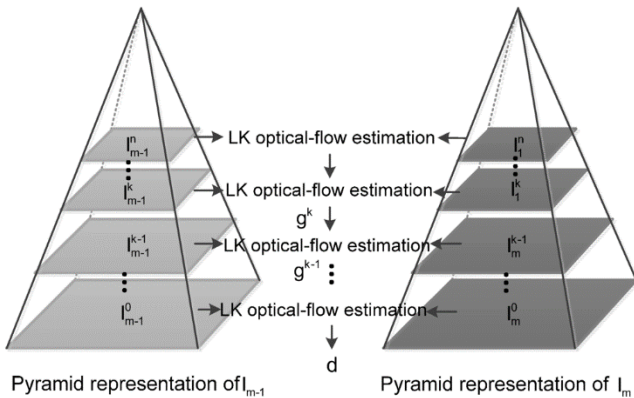 I^n_{m-1} LK optical-flow estimation I^n_1
I^k_{m-1} LK optical-flow estimation I^k_1
g^k
I^{k-1}_{m-1} LK optical-flow estimation I^{k-1}_m
g^{k-1}
I^0_{m-1} LK optical-flow estimation I^0_m
d
Pyramid representation of I_{m-1} Pyramid representation of I_m